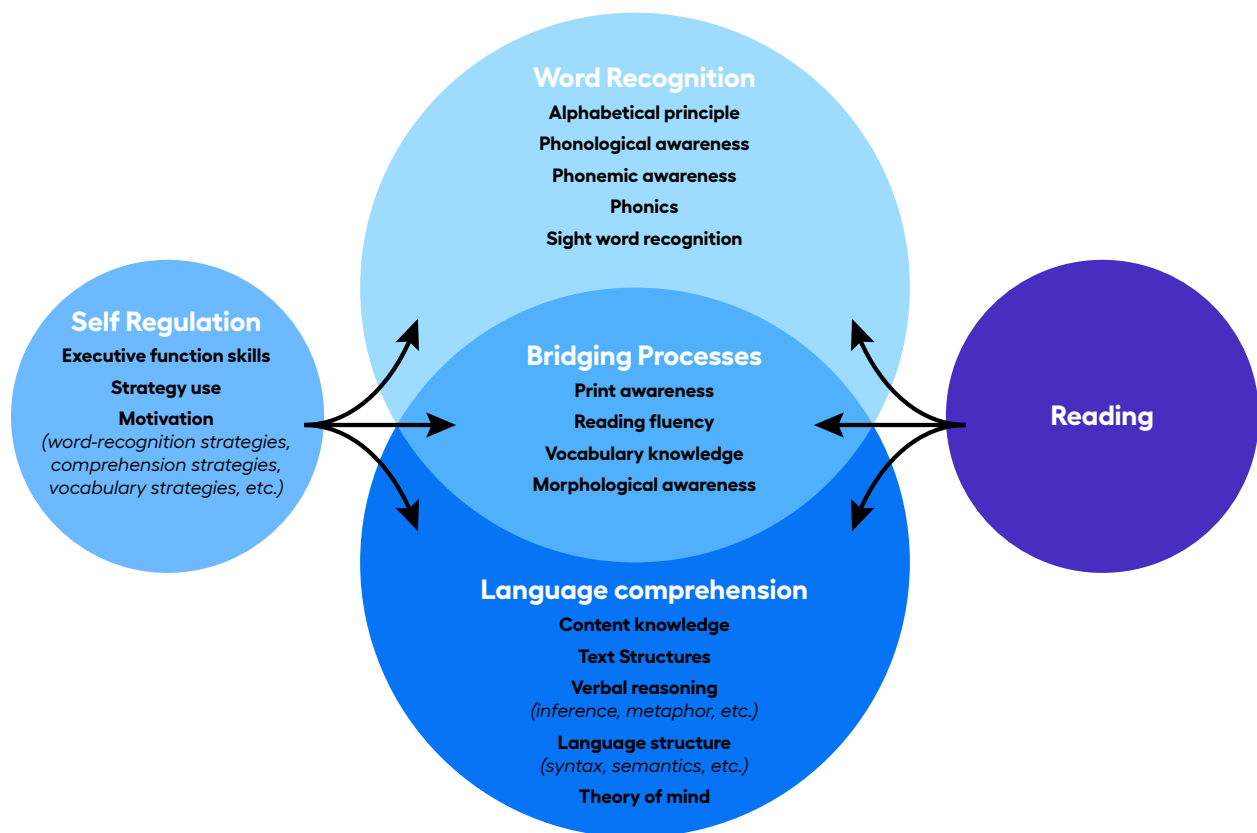 Word Recognition
Alphabetical principle
Phonological awareness
Phonemic awareness
Phonics
Sight word recognition
Self Regulation
Executive function skills
Strategy use
Motivation
(word-recognition strategies,
comprehension strategies,
vocabulary strategies, etc.)
Bridging Processes
Print awareness
Reading fluency
Vocabulary knowledge
Morphological awareness
Reading
Language comprehension
Content knowledge
Text Structures
Verbal reasoning
(inference, metaphor, etc.)
Language structure
(syntax, semantics, etc.)
Theory of mind